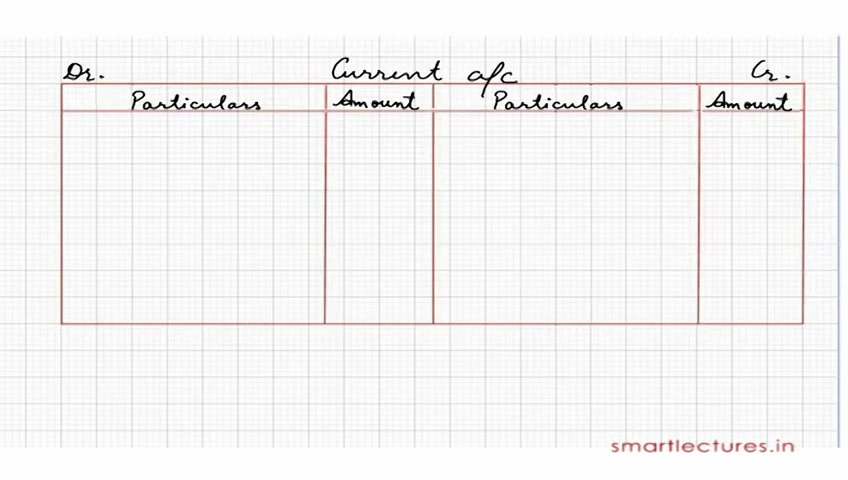 Dr. Current a/c Cr.
Particulars Amount Particulars Amount
smartlectures.in